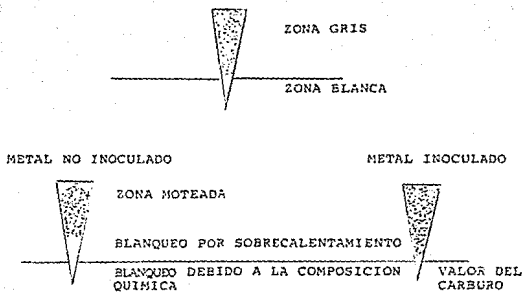 ZONA GRIS
ZONA BLANCA
METAL NO INOCULADO
METAL INOCULADO
ZONA MOTEADA
BLANQUEO POR SOBRECALENTAMIENTO
BLANQUEO DEBIDO A LA COMPOSICION
QUIMICA
VALOR DEL
CARBURO